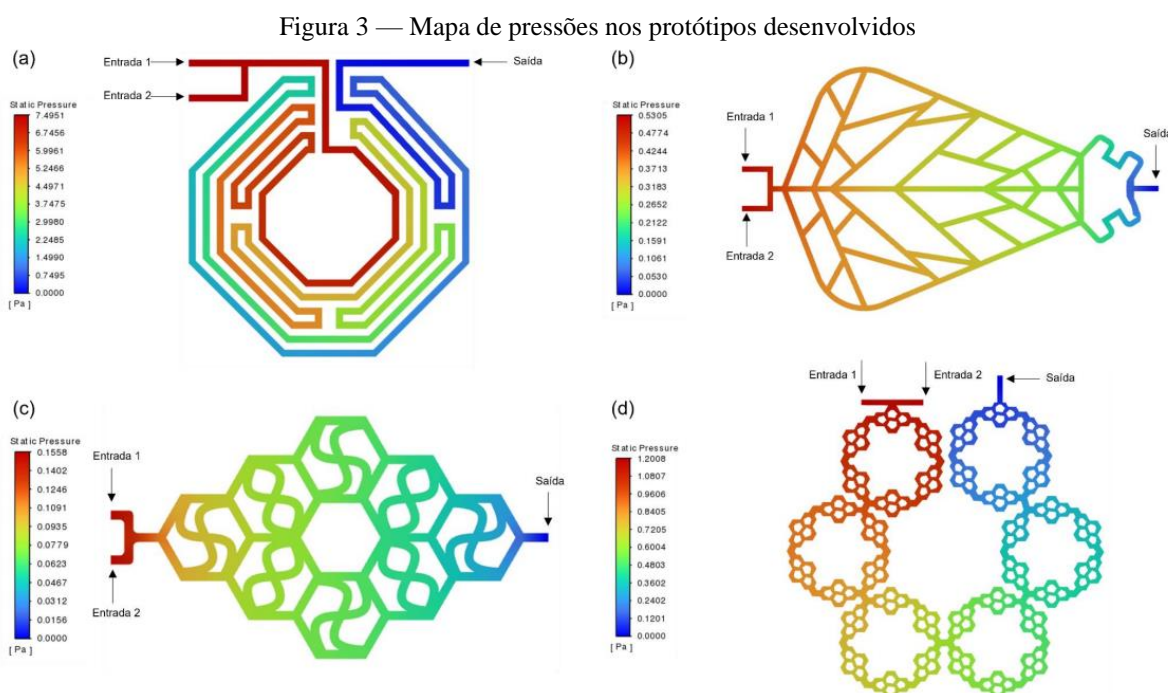 Figura 3 — Mapa de pressões nos protótipos desenvolvidos
(a)
Entrada 1
Saída
Entrada 2
Static Pressure
7.4951
6.7456
5.9961
5.2466
4.4971
3.7475
2.9980
2.2485
1.4990
0.7495
0.0000
[ Pa ]
(b)
Static Pressure
0.5305
0.4774
0.4244
0.3713
0.3183
0.2652
0.2122
0.1591
0.1061
0.0530
0.0000
[ Pa ]
Entrada 1
Saída
Entrada 2
(c)
Static Pressure
0.1558
0.1402
0.1246
0.1091
0.0935
0.0779
0.0623
0.0467
0.0312
0.0156
0.0000
[ Pa ]
Entrada 1
Saída
Entrada 2
(d)
Entrada 1
Entrada 2
Saída
Static Pressure
1.2008
1.0807
0.9606
0.8405
0.7205
0.6004
0.4803
0.3602
0.2402
0.1201
0.0000
[ Pa ]